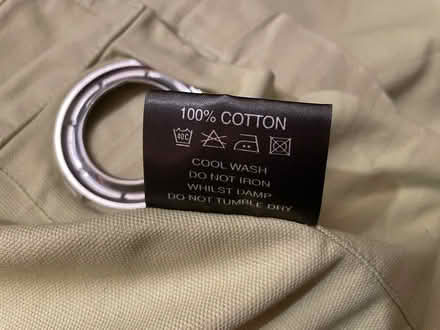 100% COTTON
COOL WASH
DO NOT IRON
WHILST DAMP
DO NOT TUMBLE DRY